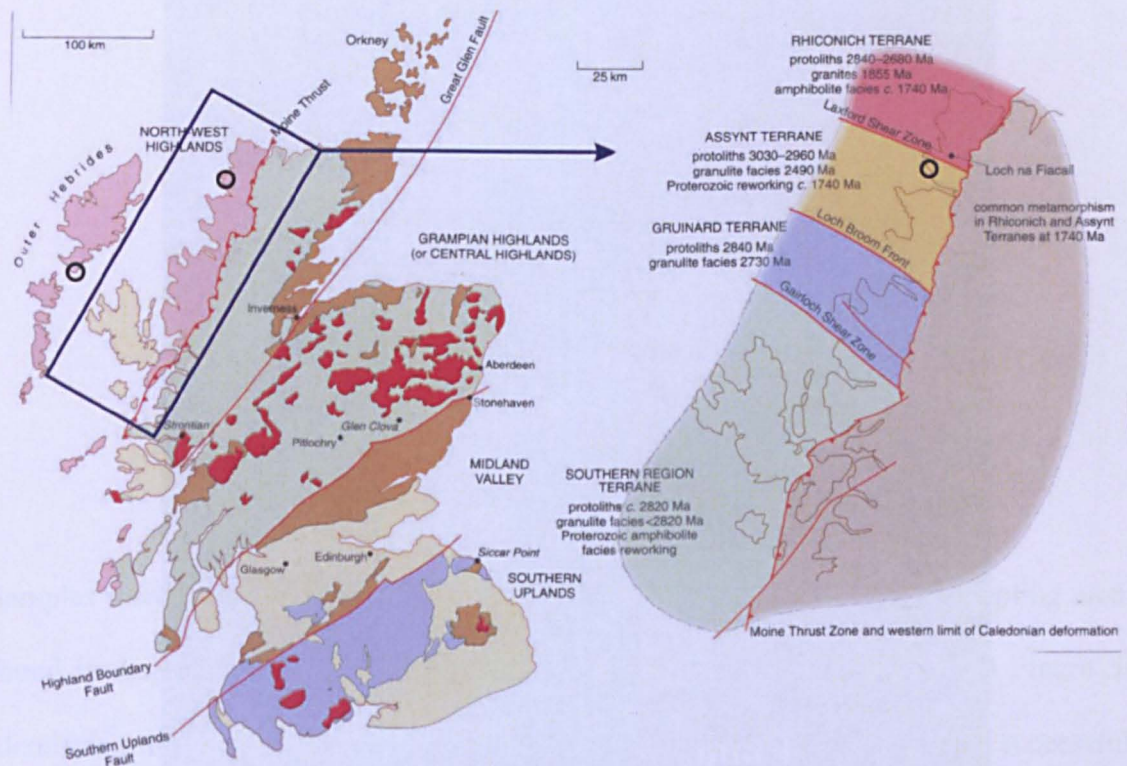 100 km
Orkney
Great Glen Fault
Moine Thrust
NORTH-WEST
HIGHLANDS
Outer Hebrides
GRAMPIAN HIGHLANDS
(or CENTRAL HIGHLANDS)
Inverness
Aberdeen
Stonehaven
Strontian
Pitlochry
Glen Clova
MIDLAND
VALLEY
Glasgow
Edinburgh
Siccar Point
SOUTHERN
UPLANDS
Highland Boundary
Fault
Southern Uplands
Fault
25 km
RHICONICH TERRANE
protoliths 2840–2680 Ma
granites 1855 Ma
amphibolite facies c. 1740 Ma
Laxford Shear Zone
ASSYNT TERRANE
protoliths 3030–2960 Ma
granulite facies 2490 Ma
Proterozoic reworking c. 1740 Ma
Loch na Fiacail
common metamorphism
in Rhiconich and Assynt
Terranes at 1740 Ma
Loch Broom Front
GRUINARD TERRANE
protoliths 2840 Ma
granulite facies 2730 Ma
Gairloch Shear Zone
SOUTHERN REGION
TERRANE
protoliths c. 2820 Ma
granulite facies<2820 Ma
Proterozoic amphibolite
facies reworking
Moine Thrust Zone and western limit of Caledonian deformation